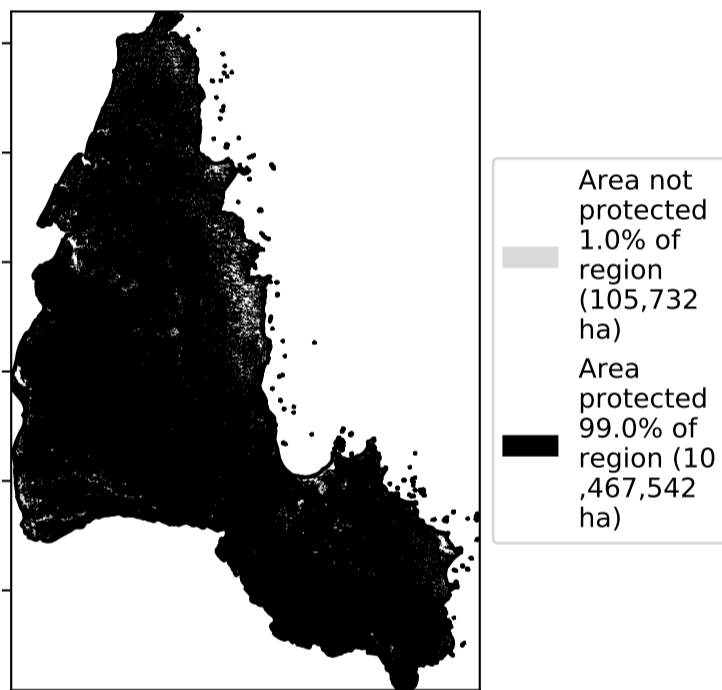 Area not
protected
1.0% of
region
(105,732
ha)
Area
protected
99.0% of
region (10
,467,542
ha)